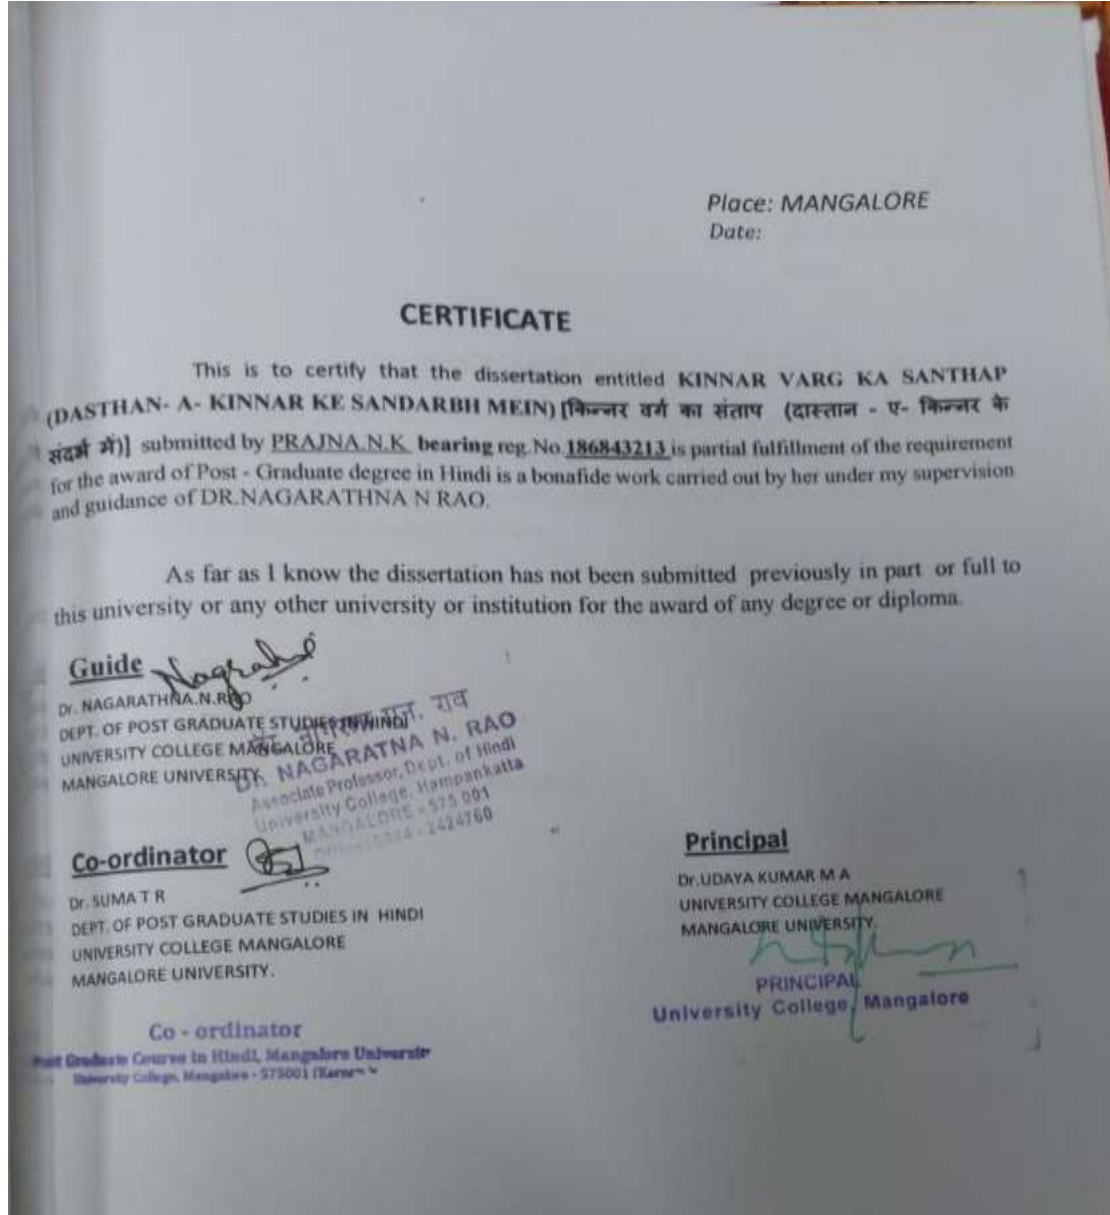 Place: MANGALORE
Date:
CERTIFICATE
This is to certify that the dissertation entitled KINNAR VARG KA SANTHAP
(DASTHAN- A- KINNAR KE SANDARBH MEIN) [किन्नर वर्ग का संताप (दास्तान - ए- किन्नर के
संदर्भ में)] submitted by PRAJNA.N.K bearing reg.No.186843213 is partial fulfillment of the requirement
for the award of Post - Graduate degree in Hindi is a bonafide work carried out by her under my supervision
and guidance of DR.NAGARATHNA N RAO.
As far as I know the dissertation has not been submitted previously in part or full to
this university or any other university or institution for the award of any degree or diploma.
Guide
Dr. NAGARATHNA.N.RAO
DEPT. OF POST GRADUATE STUDIES IN HINDI
UNIVERSITY COLLEGE MANGALORE
MANGALORE UNIVERSITY.
एन. राव
Dr. NAGARATNA N. RAO
Associate Professor, Dept. of Hindi
University College, Hampankatta
MANGALORE - 575 001
2424760
Co-ordinator
Dr. SUMA T R
DEPT. OF POST GRADUATE STUDIES IN HINDI
UNIVERSITY COLLEGE MANGALORE
MANGALORE UNIVERSITY.
Co - ordinator
Post Graduate Course in Hindi, Mangalore University
University College, Mangalore - 575001
Principal
Dr.UDAYA KUMAR M A
UNIVERSITY COLLEGE MANGALORE
MANGALORE UNIVERSITY.
PRINCIPAL
University College, Mangalore